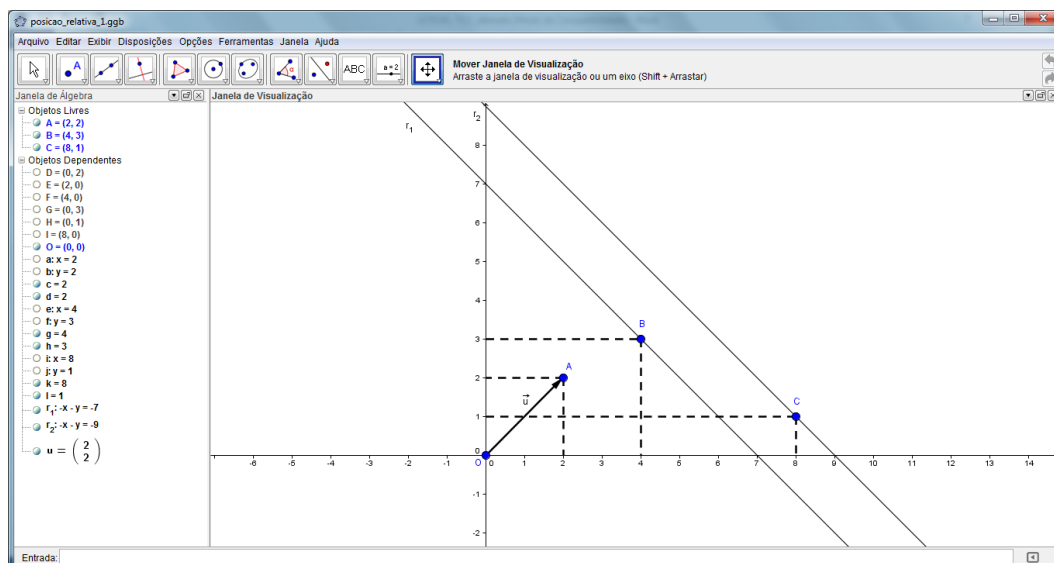 posicao_relativa_1.ggb
Arquivo Editar Exibir Disposições Opções Ferramentas Janela Ajuda
A
α
ABC
a=2
Mover Janela de Visualização
Arraste a janela de visualização ou um eixo (Shift + Arrastar)
Janela de Álgebra
Objetos Livres
A = (2, 2)
B = (4, 3)
C = (8, 1)
Objetos Dependentes
D = (0, 2)
E = (2, 0)
F = (4, 0)
G = (0, 3)
H = (0, 1)
I = (8, 0)
O = (0, 0)
a: x = 2
b: y = 2
c = 2
d = 2
e: x = 4
f: y = 3
g = 4
h = 3
i: x = 8
j: y = 1
k = 8
l = 1
r₁: -x - y = -7
r₂: -x - y = -9
u = (2 2)
Janela de Visualização
r₁
r₂
8
7
6
5
4
3
2
1
0
-1
-2
B
A
u
C
O
-6 -5 -4 -3 -2 -1 0 1 2 3 4 5 6 7 8 9 10 11 12 13 14
Entrada: